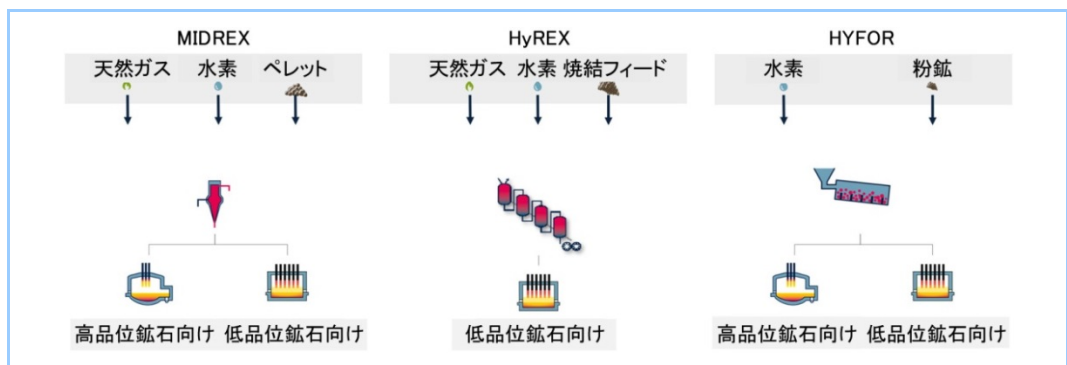 MIDREX
天然ガス 水素 ペレット
高品位鉱石向け 低品位鉱石向け
HyREX
天然ガス 水素 焼結フィード
低品位鉱石向け
HYFOR
水素 粉鉱
高品位鉱石向け 低品位鉱石向け